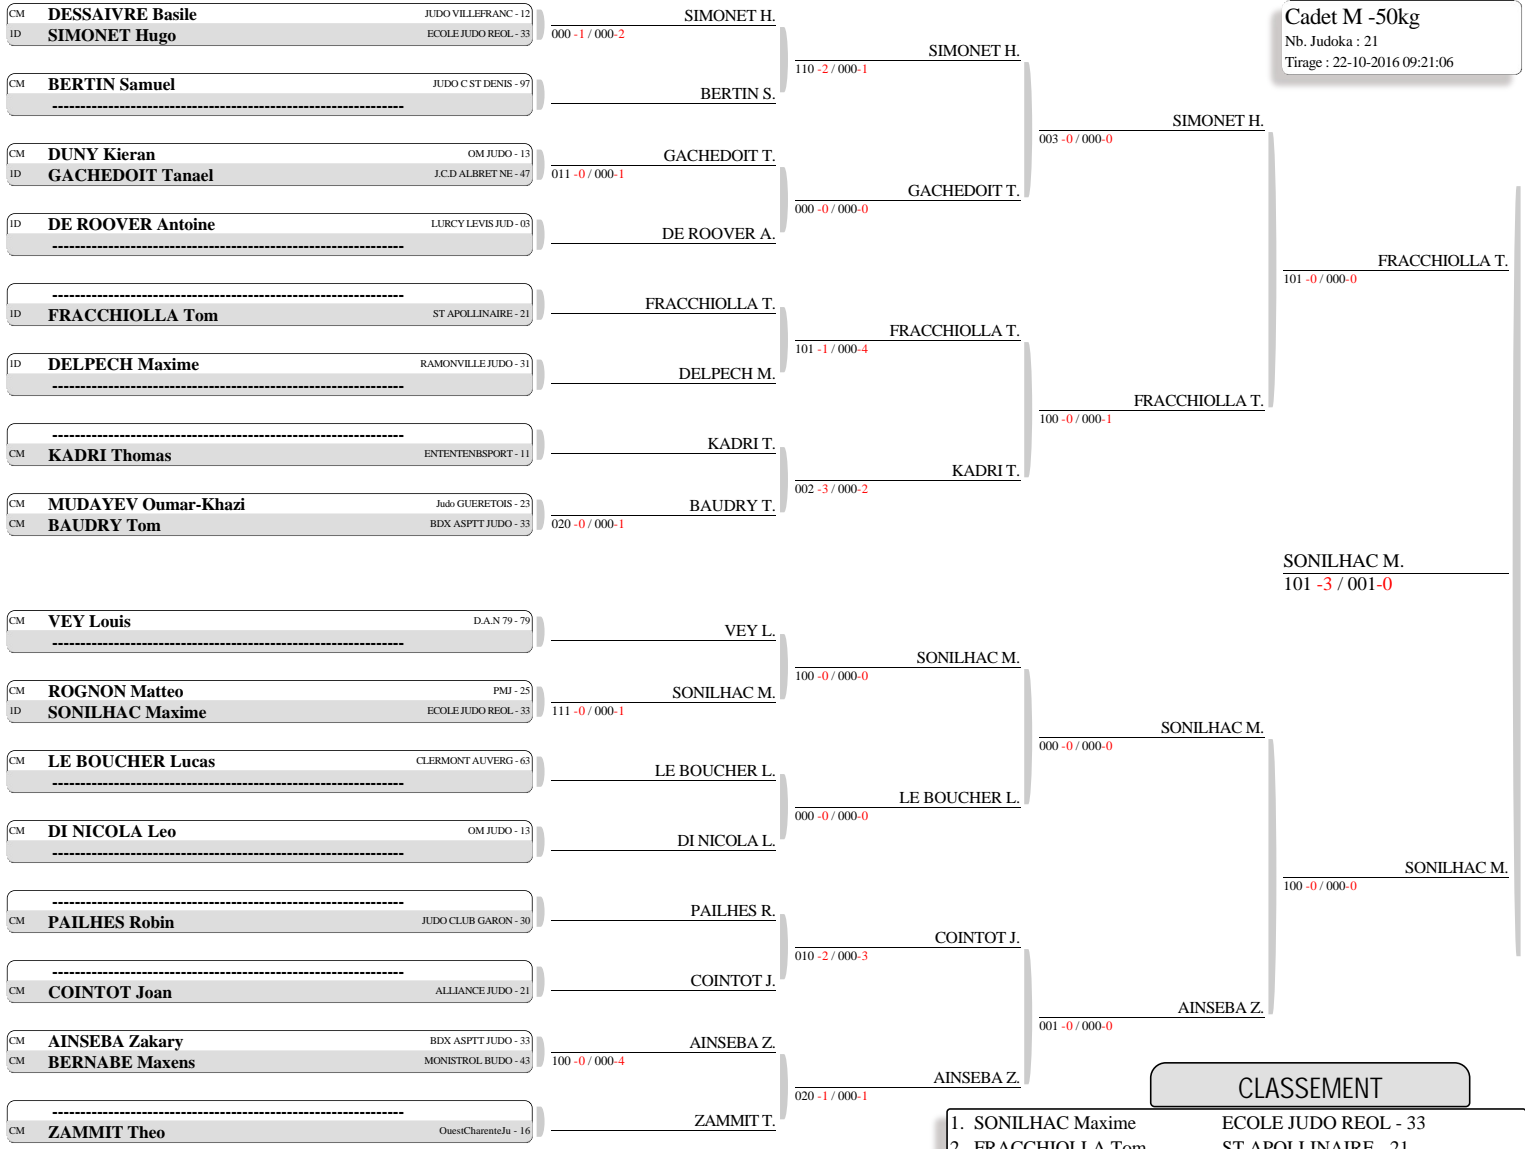 Cadet M -50kg
Nb. Judoka : 21
Tirage : 22-10-2016 09:21:06
CM DESSAIVRE Basile JUDO VILLEFRANC - 12
1D SIMONET Hugo ECOLE JUDO REOL - 33
CM BERTIN Samuel JUDO C ST DENIS - 97
------------------------------------------------------------------
CM DUNY Kieran OM JUDO - 13
1D GACHEDOIT Tanael J.C.D ALBRET NE - 47
1D DE ROOVER Antoine LURCY LEVIS JUD - 03
------------------------------------------------------------------
------------------------------------------------------------------
1D FRACCHIOLLA Tom ST APOLLINAIRE - 21
1D DELPECH Maxime RAMONVILLE JUDO - 31
------------------------------------------------------------------
------------------------------------------------------------------
CM KADRI Thomas ENTENTENBSPORT - 11
CM MUDAYEV Oumar-Khazi Judo GUERETOIS - 23
CM BAUDRY Tom BDX ASPTT JUDO - 33
CM VEY Louis D.A.N 79 - 79
------------------------------------------------------------------
CM ROGNON Matteo PMJ - 25
1D SONILHAC Maxime ECOLE JUDO REOL - 33
CM LE BOUCHER Lucas CLERMONT AUVERG - 63
------------------------------------------------------------------
CM DI NICOLA Leo OM JUDO - 13
------------------------------------------------------------------
------------------------------------------------------------------
CM PAILHES Robin JUDO CLUB GARON - 30
------------------------------------------------------------------
CM COINTOT Joan ALLIANCE JUDO - 21
CM AINSEBA Zakary BDX ASPTT JUDO - 33
CM BERNABE Maxens MONISTROL BUDO - 43
------------------------------------------------------------------
CM ZAMMIT Theo OuestCharenteJu - 16
SIMONET H.
000 -1 / 000-2
BERTIN S.
GACHEDOIT T.
011 -0 / 000-1
DE ROOVER A.
FRACCHIOLLA T.
DELPECH M.
KADRI T.
BAUDRY T.
020 -0 / 000-1
VEY L.
SONILHAC M.
111 -0 / 000-1
LE BOUCHER L.
DI NICOLA L.
PAILHES R.
COINTOT J.
AINSEBA Z.
100 -0 / 000-4
ZAMMIT T.
SIMONET H.
110 -2 / 000-1
GACHEDOIT T.
000 -0 / 000-0
FRACCHIOLLA T.
101 -1 / 000-4
KADRI T.
002 -3 / 000-2
SONILHAC M.
100 -0 / 000-0
LE BOUCHER L.
000 -0 / 000-0
COINTOT J.
010 -2 / 000-3
AINSEBA Z.
020 -1 / 000-1
SIMONET H.
003 -0 / 000-0
FRACCHIOLLA T.
100 -0 / 000-1
SONILHAC M.
000 -0 / 000-0
AINSEBA Z.
001 -0 / 000-0
FRACCHIOLLA T.
101 -0 / 000-0
SONILHAC M.
101 -3 / 001-0
SONILHAC M.
100 -0 / 000-0
CLASSEMENT
1. SONILHAC Maxime ECOLE JUDO REOL - 33
2. FRACCHIOLLA Tom ST APOLLINAIRE - 21